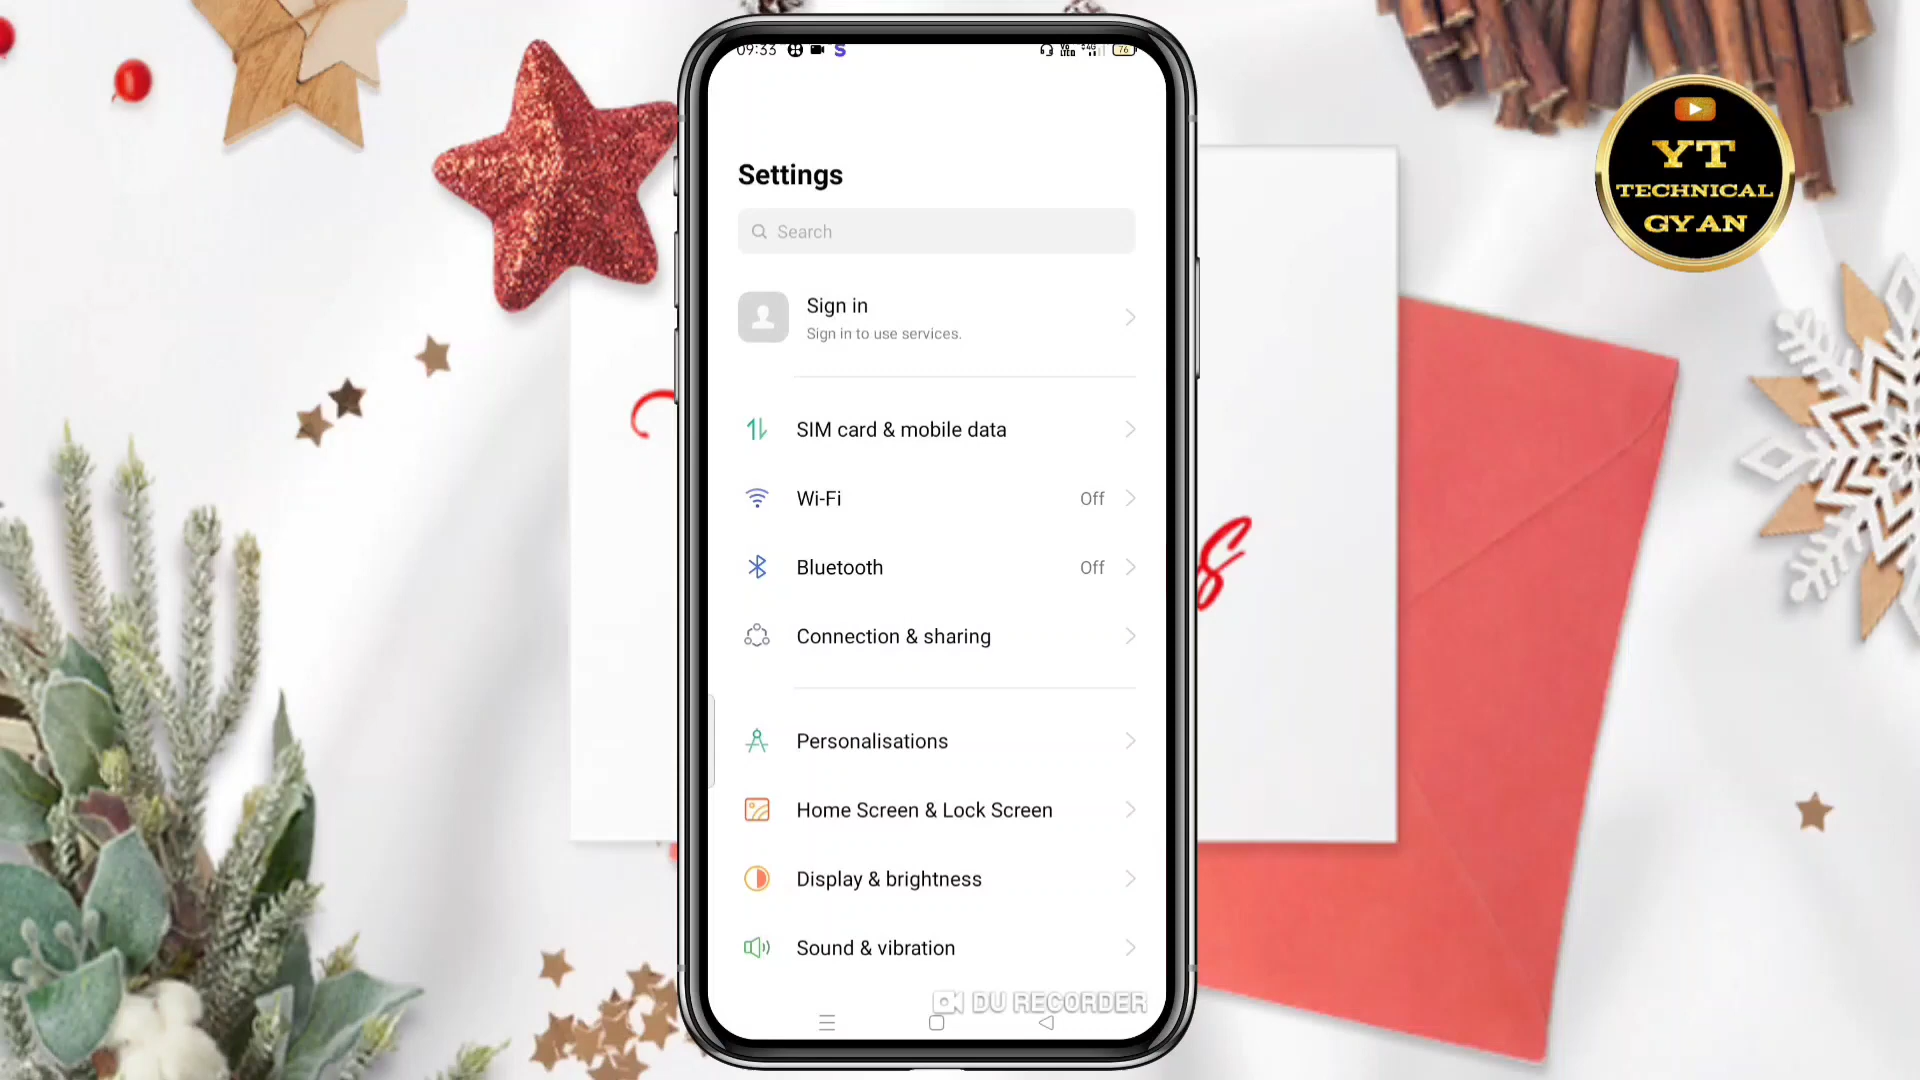 09:33
76
Settings
Search
Sign in
Sign in to use services.
SIM card & mobile data
Wi-Fi Off
Bluetooth Off
Connection & sharing
Personalisations
Home Screen & Lock Screen
Display & brightness
Sound & vibration
DU RECORDER
YT
TECHNICAL
GYAN